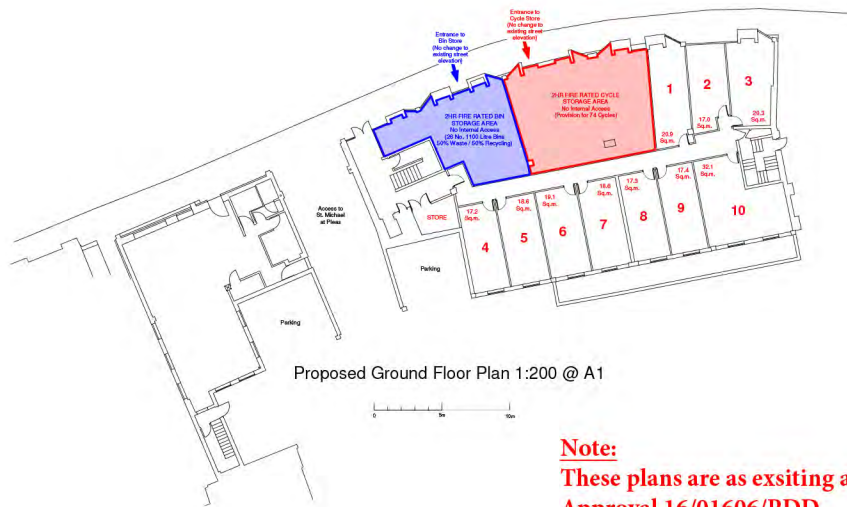 Entrance to
Bin Store
(No change to
existing street
elevation)
Entrance to
Cycle Store
(No change to
existing street
elevation)
2HR FIRE RATED BIN
STORAGE AREA
No Internal Access
(26 No. 1100 Litre Bins
50% Waste / 50% Recycling)
2HR FIRE RATED CYCLE
STORAGE AREA
No Internal Access
(Provision for 74 Cycles)
1
20.9
Sq.m.
2
17.0
Sq.m.
3
20.3
Sq.m.
Access to
St. Michael
at Pleas
STORE
17.2
Sq.m.
4
18.6
Sq.m.
5
19.1
Sq.m.
6
18.6
Sq.m.
7
17.3
Sq.m.
8
17.4
Sq.m.
9
32.1
Sq.m.
10
Parking
Parking
Proposed Ground Floor Plan 1:200 @ A1
0
5m
10m
Note:
These plans are as exsiting a
Approval 16/01606/PDD